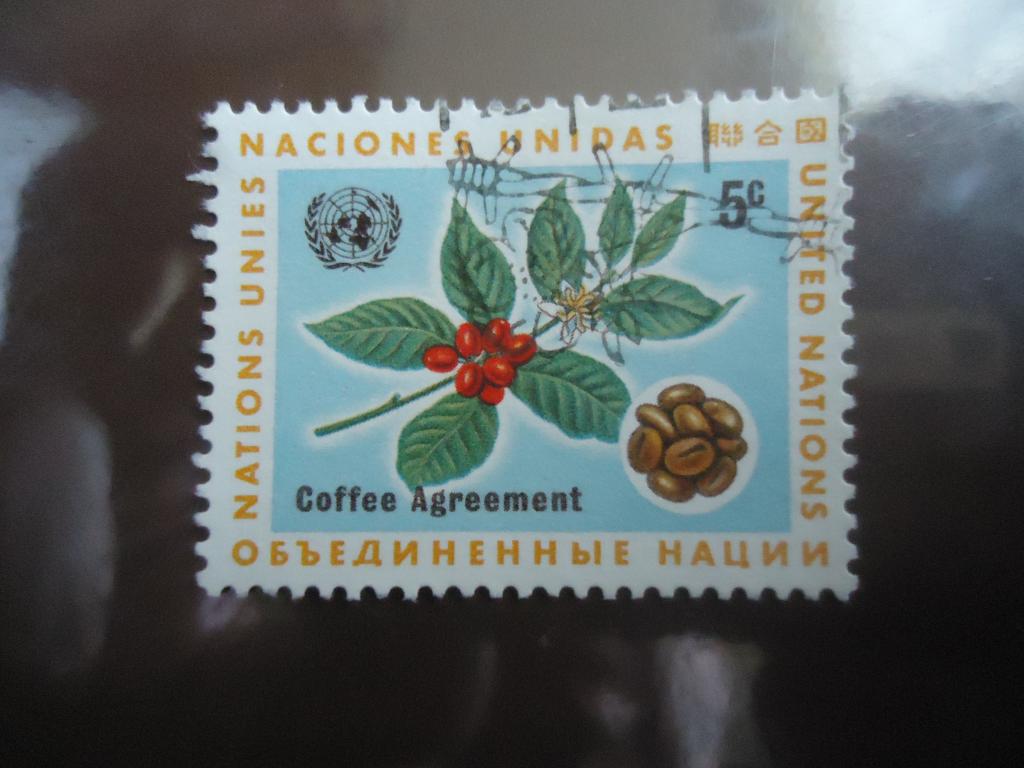 NACIONES UNIDAS 聯合國
NATIONS UNIES
UNITED NATIONS
5c
Coffee Agreement
ОБЪЕДИНЕННЫЕ НАЦИИ